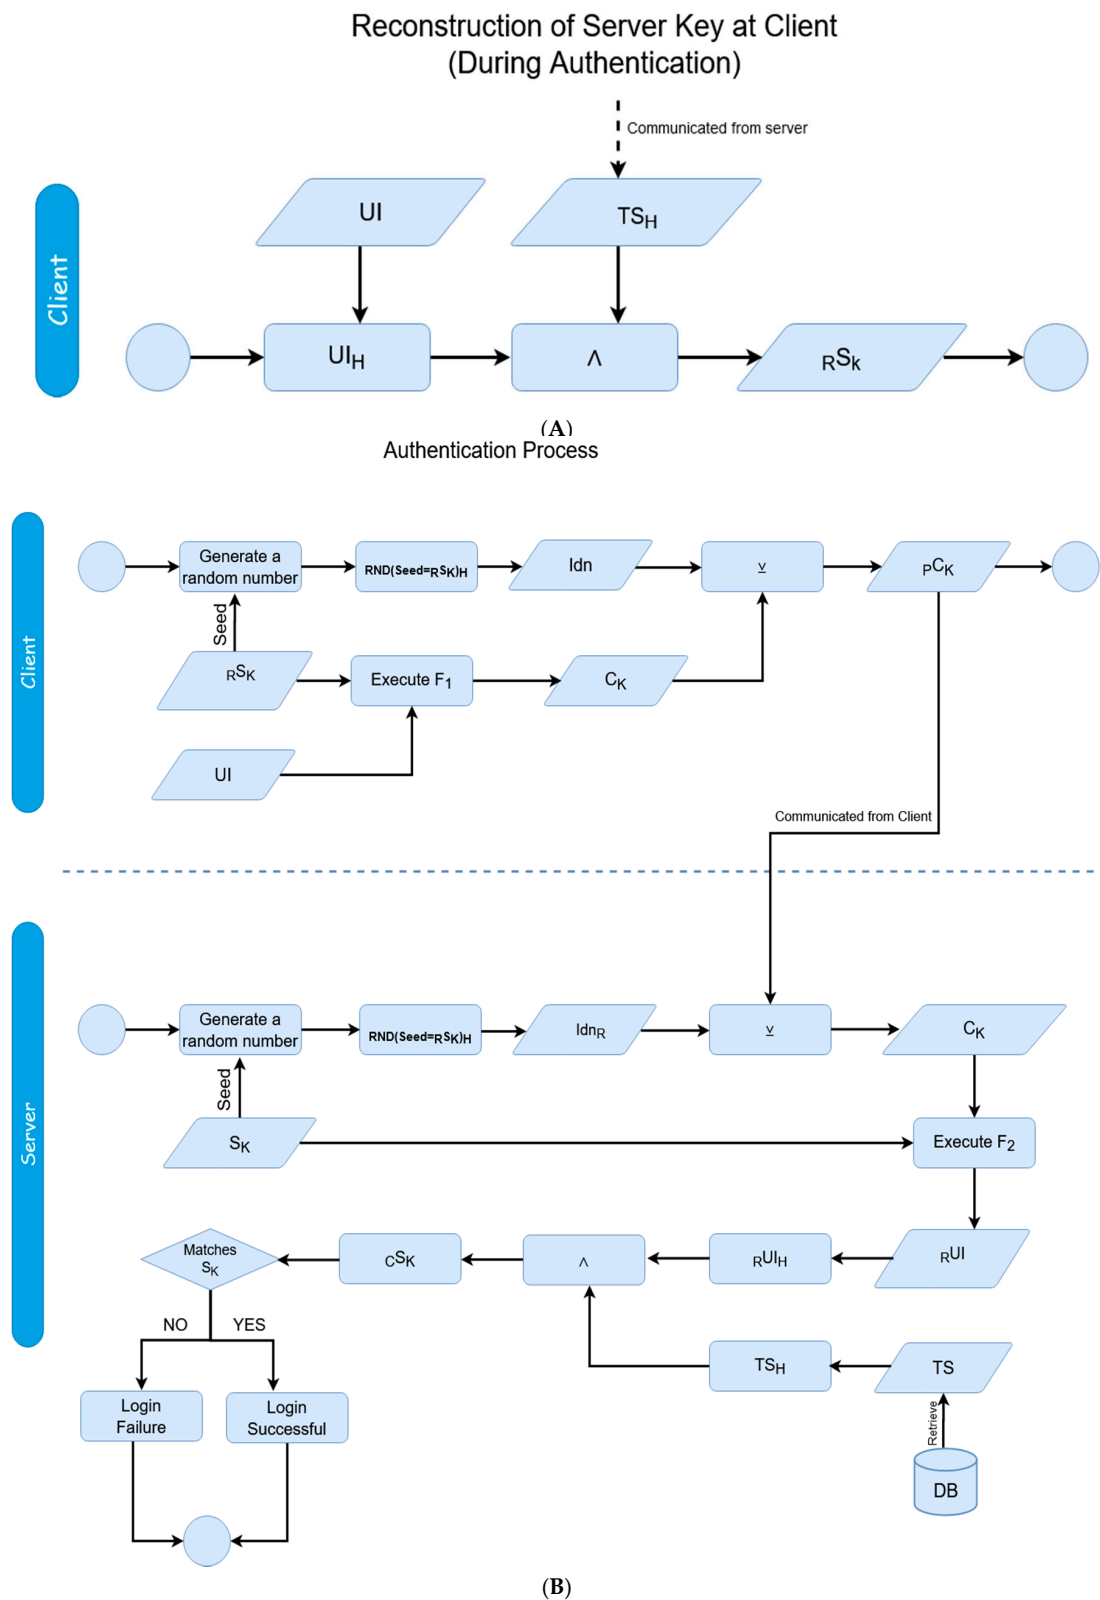 Reconstruction of Server Key at Client
(During Authentication)
Communicated from server
UI
TSH
Client
UIH
∧
RSk
(A)
Authentication Process
Client
Generate a
random number
RND(Seed=RSK)H
Idn
⊻
PCK
Seed
RSK
Execute F1
CK
UI
Communicated from Client
Server
Generate a
random number
RND(Seed=RSK)H
IdnR
⊻
CK
Seed
SK
Execute F2
Matches
SK
CSK
∧
RUIH
RUI
NO
YES
TSH
TS
Login
Failure
Login
Successful
Retrieve
DB
(B)